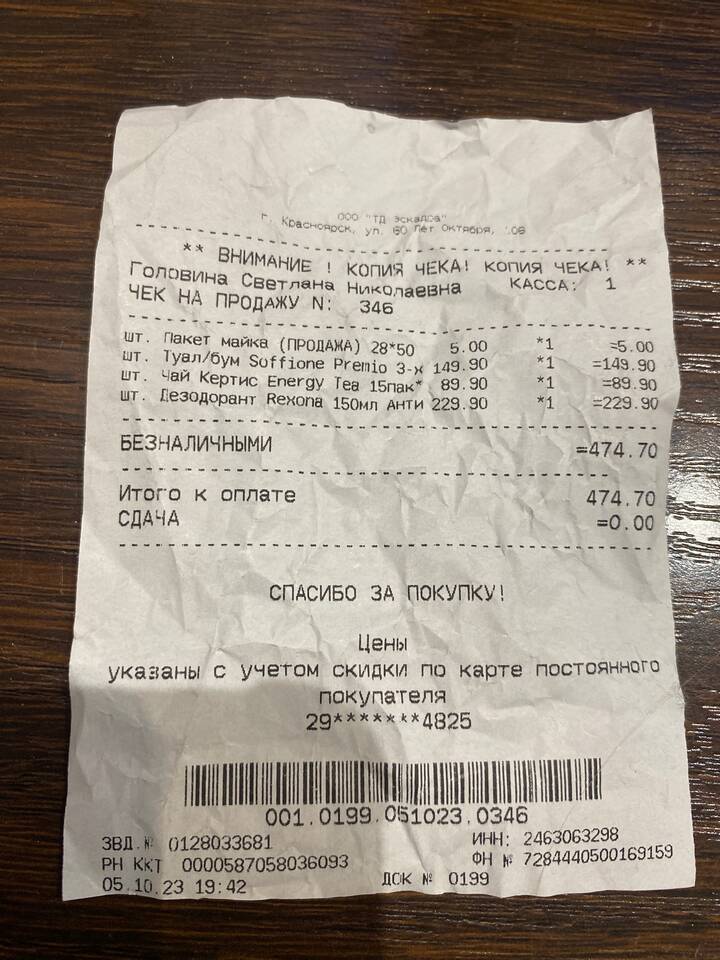 ООО "ТД Эскадра"
г. Красноярск, ул. 60 Лет Октября,
** ВНИМАНИЕ ! КОПИЯ ЧЕКА! КОПИЯ ЧЕКА! **
Головина Светлана Николаевна КАССА: 1
ЧЕК НА ПРОДАЖУ N: 346
шт. Пакет майка (ПРОДАЖА) 28*50 5.00 *1 =5.00
шт. Туал/бум Soffione Premio 3-х 149.90 *1 =149.90
шт. Чай Кертис Energy Tea 15пак* 89.90 *1 =89.90
шт. Дезодорант Rexona 150мл Анти 229.90 *1 =229.90
БЕЗНАЛИЧНЫМИ =474.70
Итого к оплате 474.70
СДАЧА =0.00
СПАСИБО ЗА ПОКУПКУ!
Цены
указаны с учетом скидки по карте постоянного
покупателя
29*******4825
001.0199.051023.0346
ЗВД.№ 0128033681 ИНН: 2463063298
РН ККТ 0000587058036093 ФН № 7284440500169159
05.10.23 19:42 ДОК № 0199